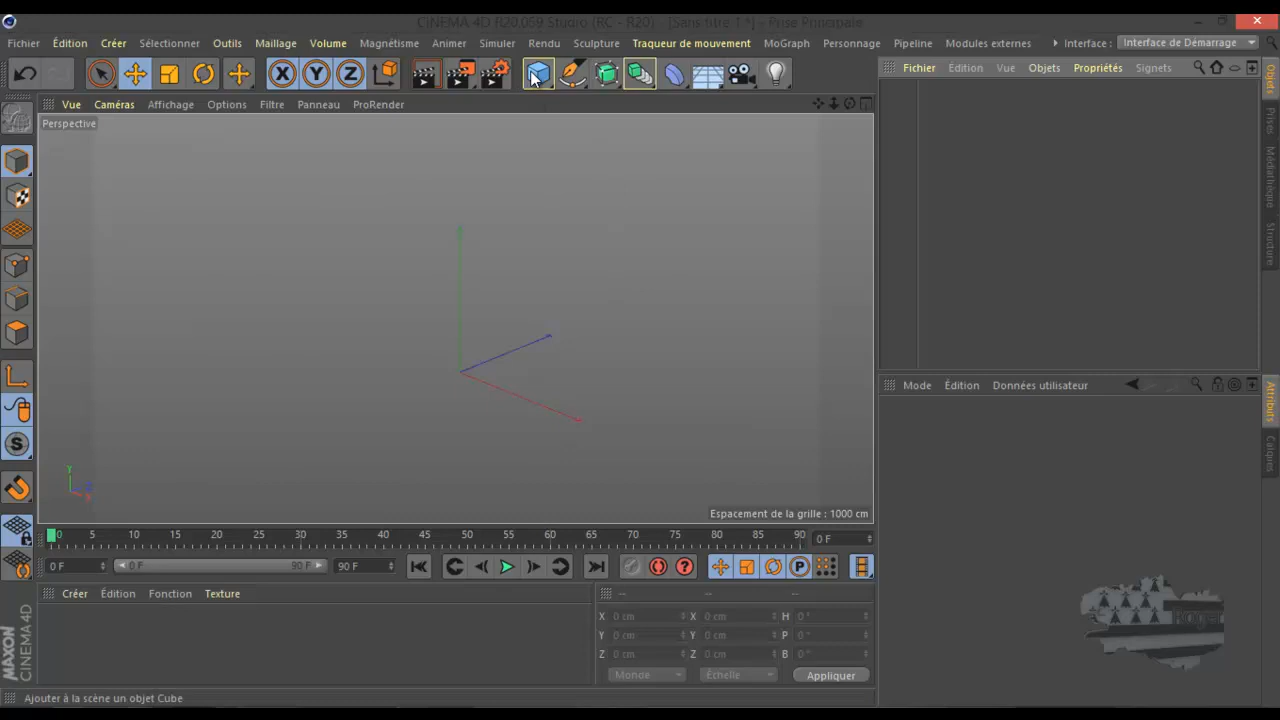 CINEMA 4D R20.059 Studio (RC - R20) - [Sans titre 1 *] - Prise Principale
Fichier Édition Créer Sélectionner Outils Maillage Volume Magnétisme Animer Simuler Rendu Sculpture Traqueur de mouvement MoGraph Personnage Pipeline Modules externes Interface : Interface de Démarrage
X Y Z
Fichier Édition Vue Objets Propriétés Signets
Vue Caméras Affichage Options Filtre Panneau ProRender
Perspective
Objets
Prises
Médiathèque
Structure
Mode Édition Données utilisateur
Attributs
Calques
S
Y
Z
X
Espacement de la grille : 1000 cm
0 5 10 15 20 25 30 35 40 45 50 55 60 65 70 75 80 85 90 0 F
0 F 0 F 90 F 90 F P
Créer Édition Fonction Texture -- -- --
X 0 cm X 0 cm H 0 °
Y 0 cm Y 0 cm P 0 °
Z 0 cm Z 0 cm B 0 °
Monde Échelle Appliquer
MAXON
CINEMA 4D
Ajouter à la scène un objet Cube